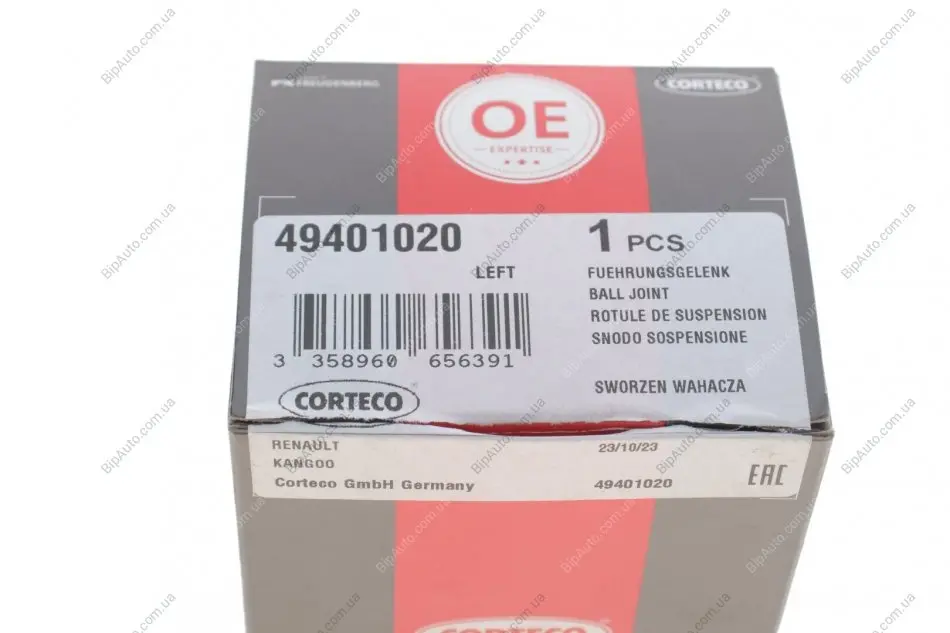 FREUDENBERG
CORTECO
OE
EXPERTISE
49401020
1 PCS
LEFT
FUEHRUNGSGELENK
BALL JOINT
ROTULE DE SUSPENSION
SNODO SOSPENSIONE
SWORZEN WAHACZA
3 358960 656391
CORTECO
RENAULT
23/10/23
KANGOO
Corteco GmbH Germany
49401020
EAC
CORTECO
BipAuto.com.ua